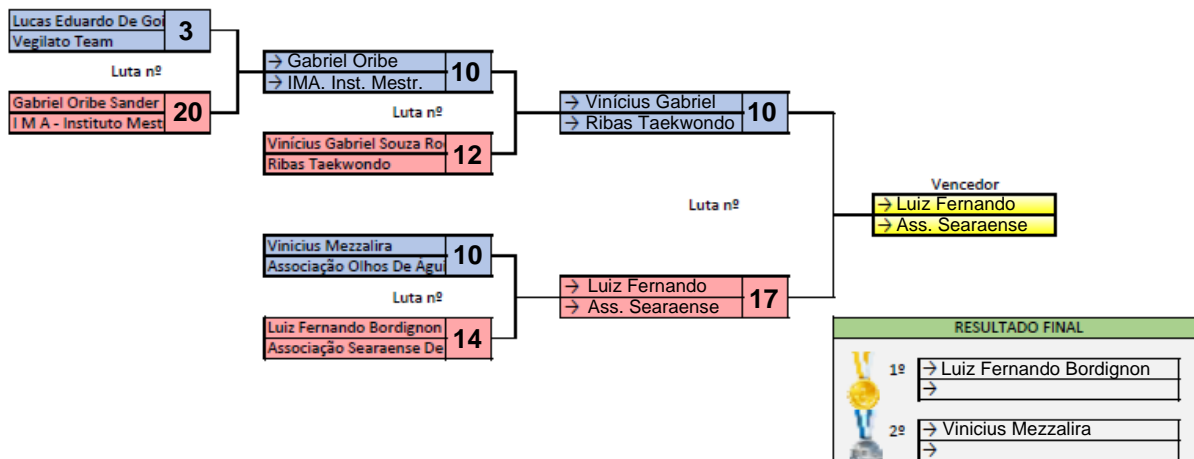 Lucas Eduardo De Goi
Vegilato Team
3
Luta nº
Gabriel Oribe Sander
I M A - Instituto Mest
20
→ Gabriel Oribe
→ IMA. Inst. Mestr.
10
Luta nº
Vinícius Gabriel Souza Ro
Ribas Taekwondo
12
→ Vinícius Gabriel
→ Ribas Taekwondo
10
Luta nº
Vencedor
→ Luiz Fernando
→ Ass. Searaense
Vinicius Mezzalira
Associação Olhos De Águi
10
Luta nº
Luiz Fernando Bordignon
Associação Searaense De
14
→ Luiz Fernando
→ Ass. Searaense
17
RESULTADO FINAL
1º
→ Luiz Fernando Bordignon
→
2º
→ Vinicius Mezzalira
→